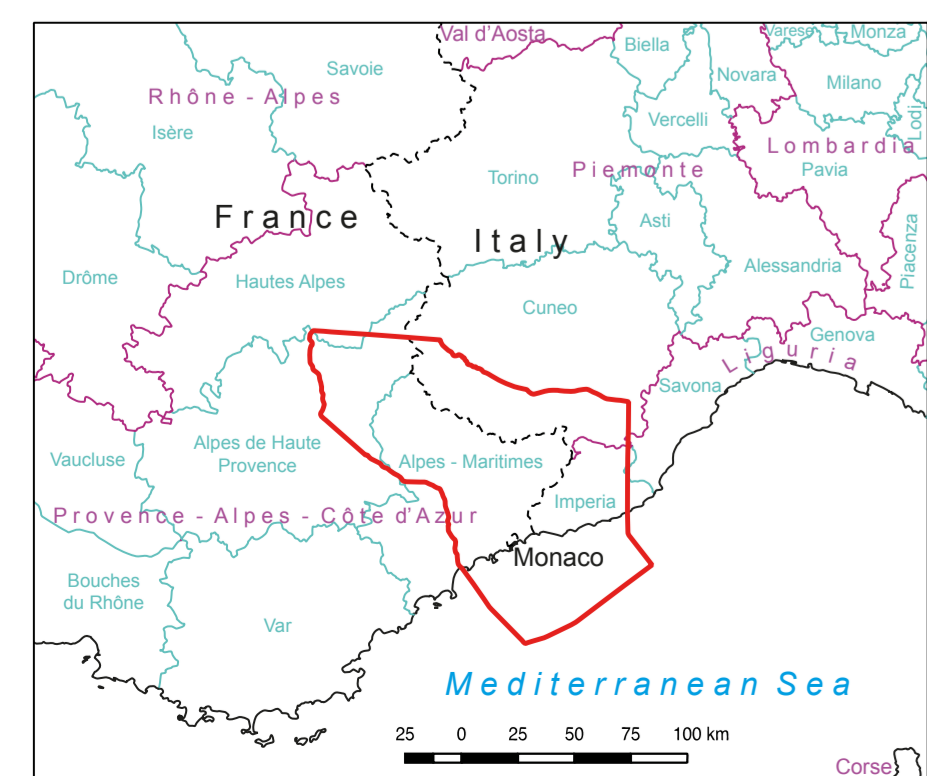 Val d'Aosta
Varese
Monza
Biella
Savoie
Novara
Milano
Rhône - Alpes
Lodi
Vercelli
Isère
Lombardia
Torino
Piemonte
Pavia
France
Asti
Italy
Piacenza
Alessandria
Drôme
Hautes Alpes
Cuneo
Genova
Liguria
Savona
Alpes de Haute
Provence
Vaucluse
Alpes - Maritimes
Imperia
Provence - Alpes - Côte d'Azur
Monaco
Bouches
du Rhône
Var
Mediterranean Sea
25 0 25 50 75 100 km
Corse